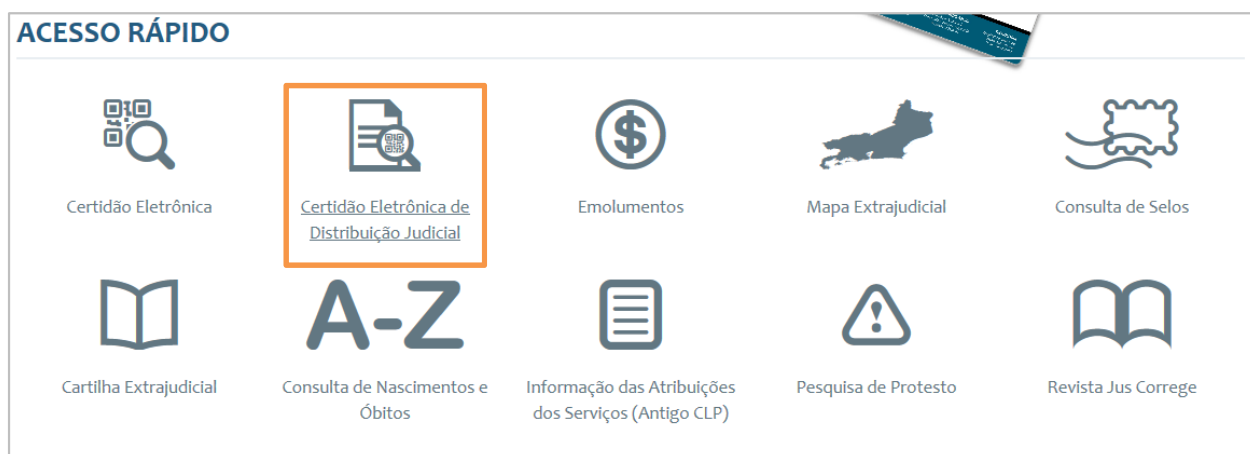 ACESSO RÁPIDO
Certidão Eletrônica
Certidão Eletrônica de
Distribuição Judicial
Emolumentos
Mapa Extrajudicial
Consulta de Selos
A-Z
Cartilha Extrajudicial
Consulta de Nascimentos e
Óbitos
Informação das Atribuições
dos Serviços (Antigo CLP)
Pesquisa de Protesto
Revista Jus Correge